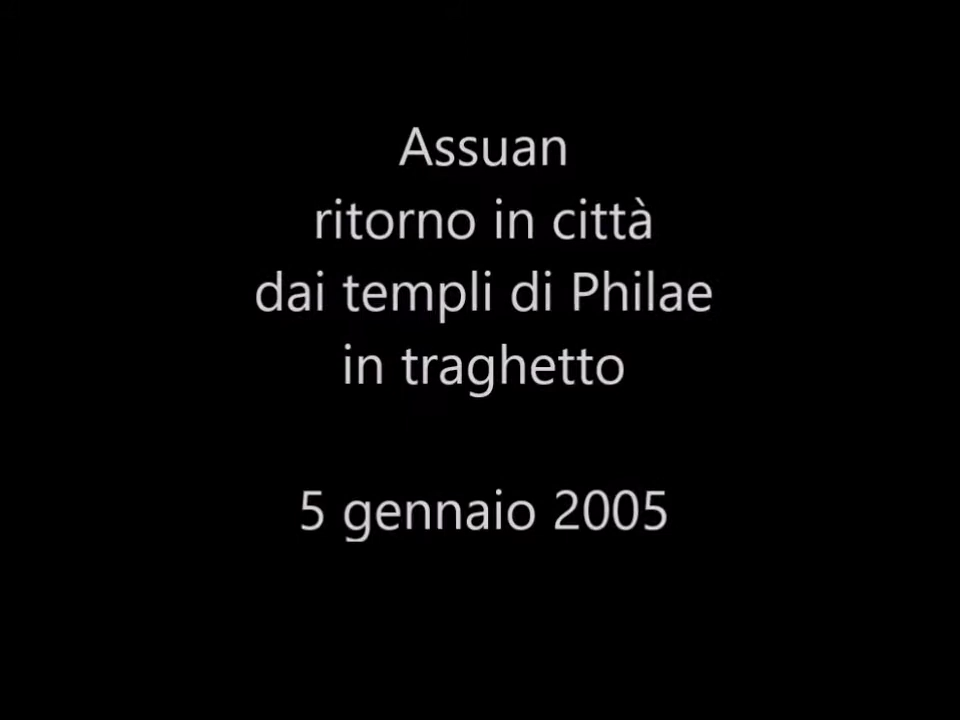 Assuan
ritorno in città
dai templi di Philae
in traghetto
5 gennaio 2005